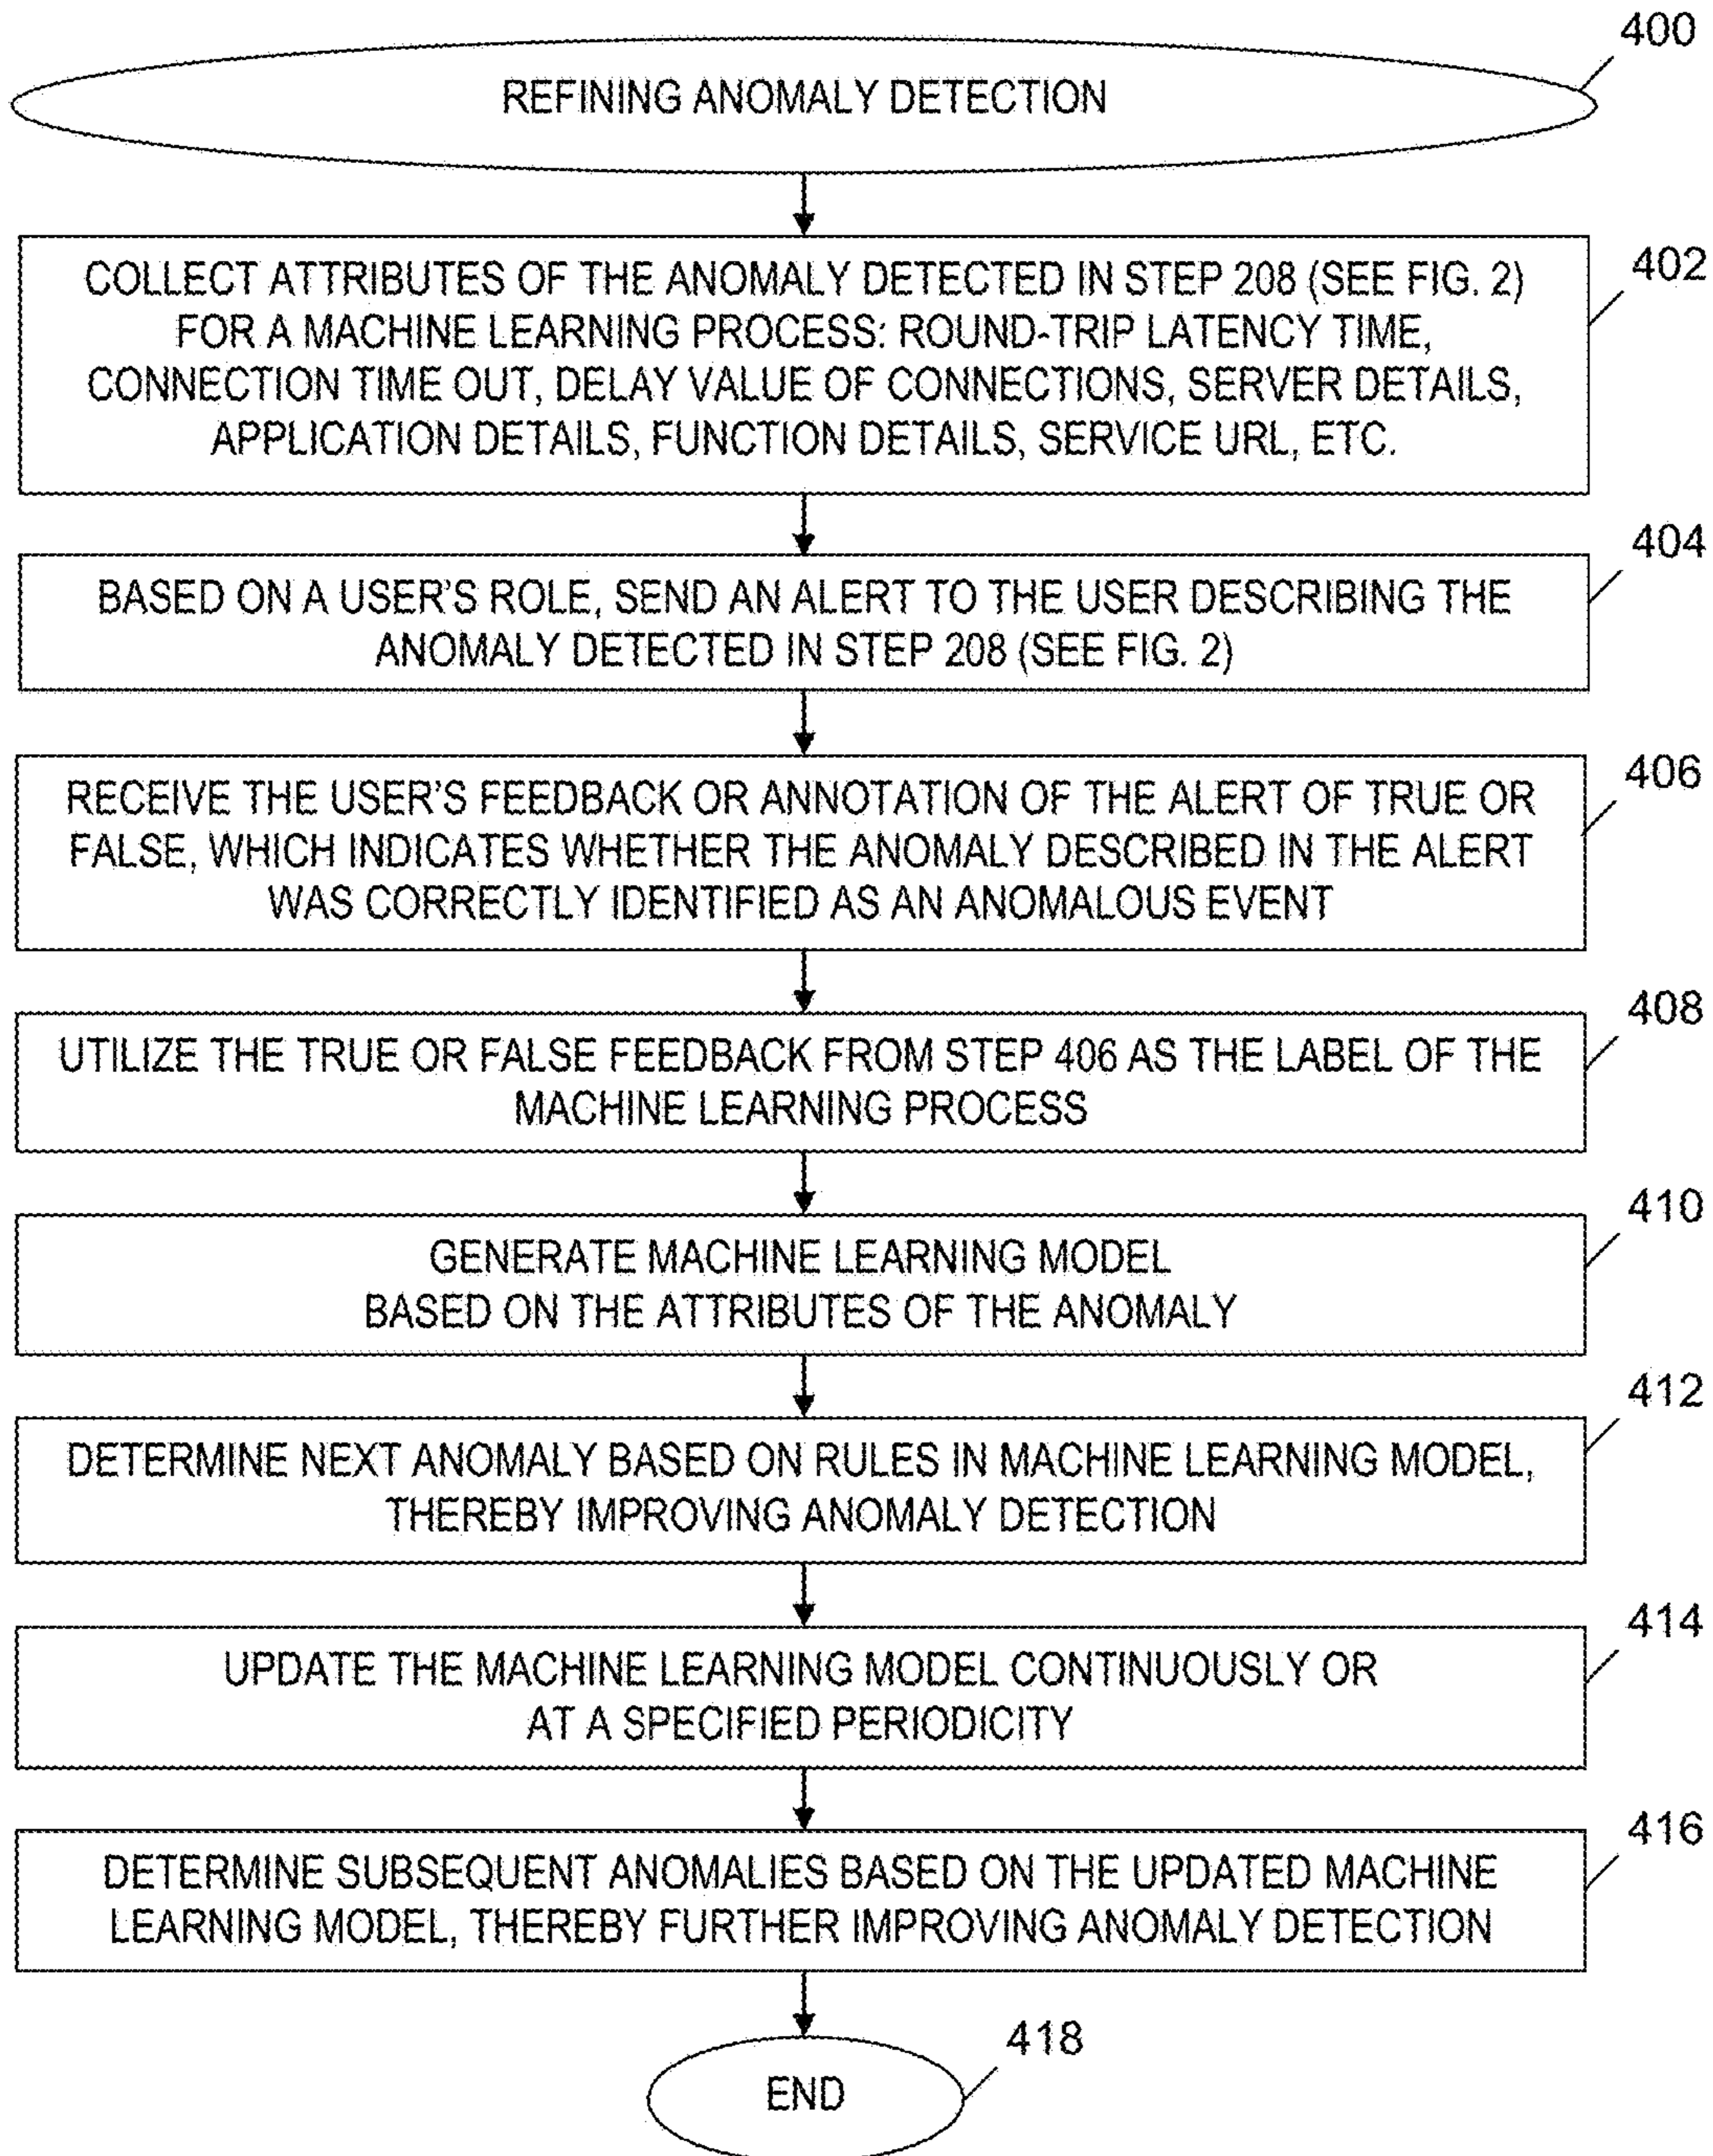 400
REFINING ANOMALY DETECTION
402
COLLECT ATTRIBUTES OF THE ANOMALY DETECTED IN STEP 208 (SEE FIG. 2)
FOR A MACHINE LEARNING PROCESS: ROUND-TRIP LATENCY TIME,
CONNECTION TIME OUT, DELAY VALUE OF CONNECTIONS, SERVER DETAILS,
APPLICATION DETAILS, FUNCTION DETAILS, SERVICE URL, ETC.
404
BASED ON A USER'S ROLE, SEND AN ALERT TO THE USER DESCRIBING THE
ANOMALY DETECTED IN STEP 208 (SEE FIG. 2)
406
RECEIVE THE USER'S FEEDBACK OR ANNOTATION OF THE ALERT OF TRUE OR
FALSE, WHICH INDICATES WHETHER THE ANOMALY DESCRIBED IN THE ALERT
WAS CORRECTLY IDENTIFIED AS AN ANOMALOUS EVENT
408
UTILIZE THE TRUE OR FALSE FEEDBACK FROM STEP 406 AS THE LABEL OF THE
MACHINE LEARNING PROCESS
410
GENERATE MACHINE LEARNING MODEL
BASED ON THE ATTRIBUTES OF THE ANOMALY
412
DETERMINE NEXT ANOMALY BASED ON RULES IN MACHINE LEARNING MODEL,
THEREBY IMPROVING ANOMALY DETECTION
414
UPDATE THE MACHINE LEARNING MODEL CONTINUOUSLY OR
AT A SPECIFIED PERIODICITY
416
DETERMINE SUBSEQUENT ANOMALIES BASED ON THE UPDATED MACHINE
LEARNING MODEL, THEREBY FURTHER IMPROVING ANOMALY DETECTION
418
END